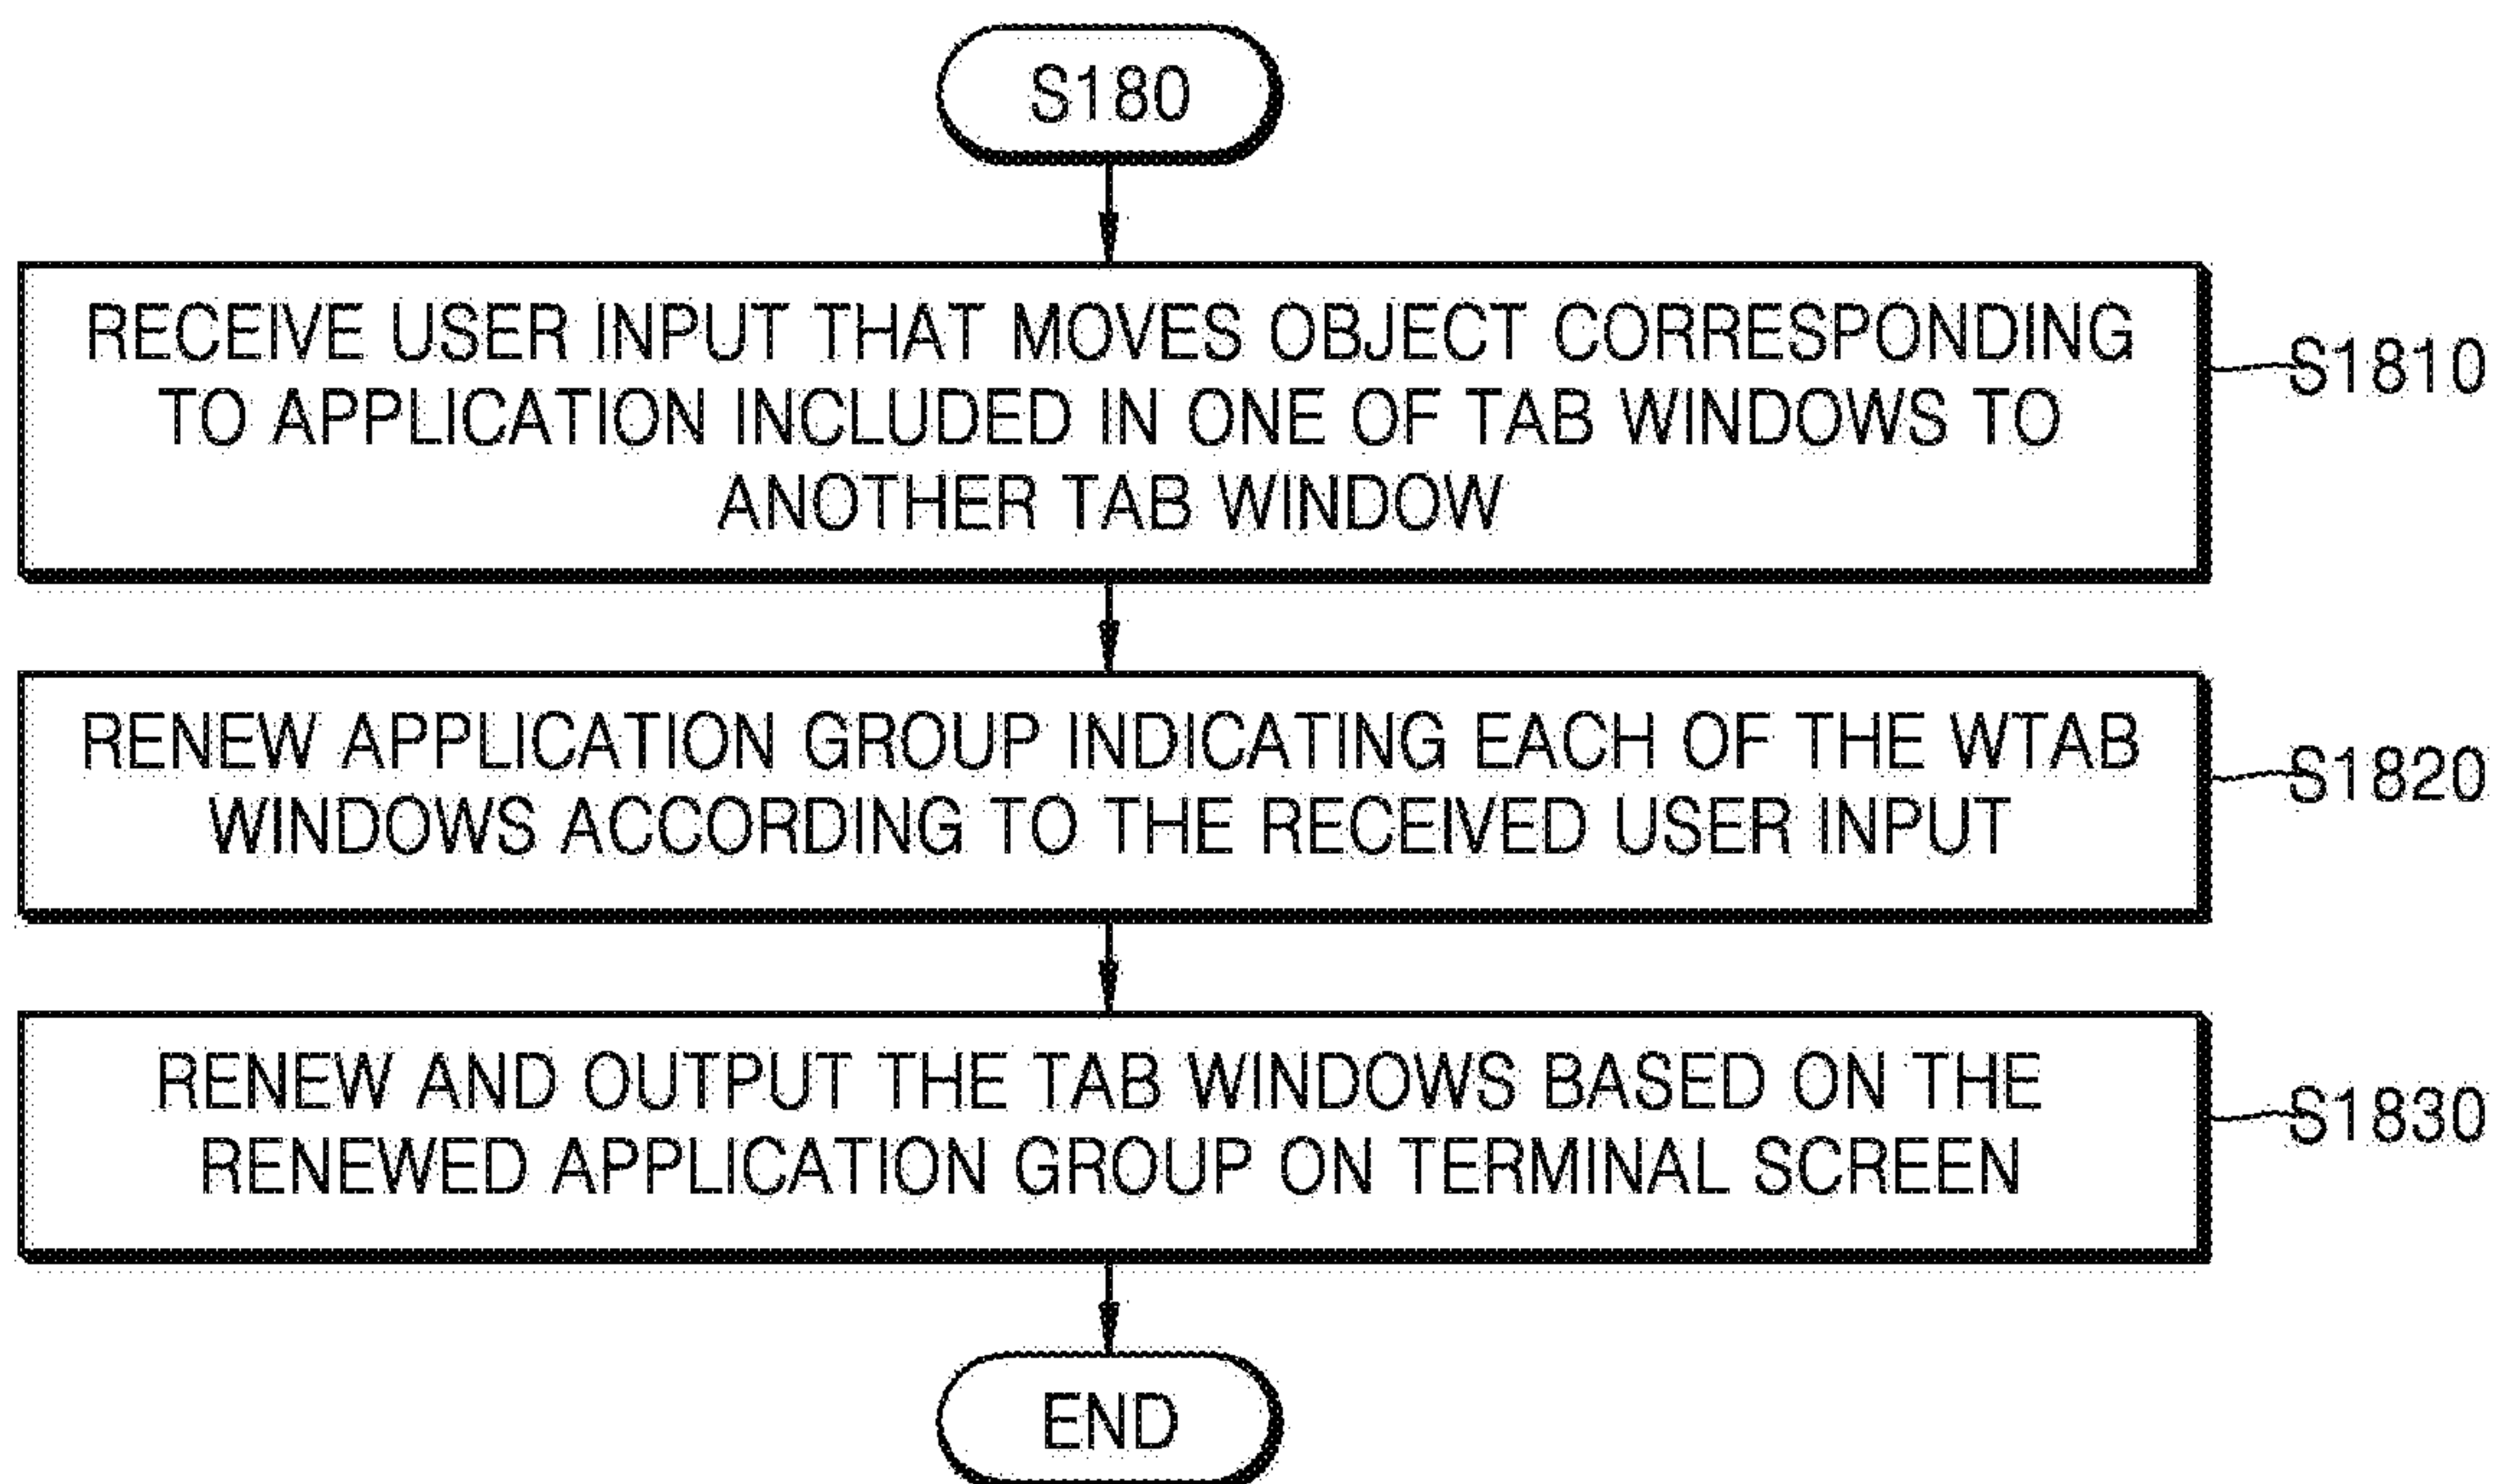 S180
RECEIVE USER INPUT THAT MOVES OBJECT CORRESPONDING
TO APPLICATION INCLUDED IN ONE OF TAB WINDOWS TO
ANOTHER TAB WINDOW
S1810
RENEW APPLICATION GROUP INDICATING EACH OF THE WTAB
WINDOWS ACCORDING TO THE RECEIVED USER INPUT
S1820
RENEW AND OUTPUT THE TAB WINDOWS BASED ON THE
RENEWED APPLICATION GROUP ON TERMINAL SCREEN
S1830
END